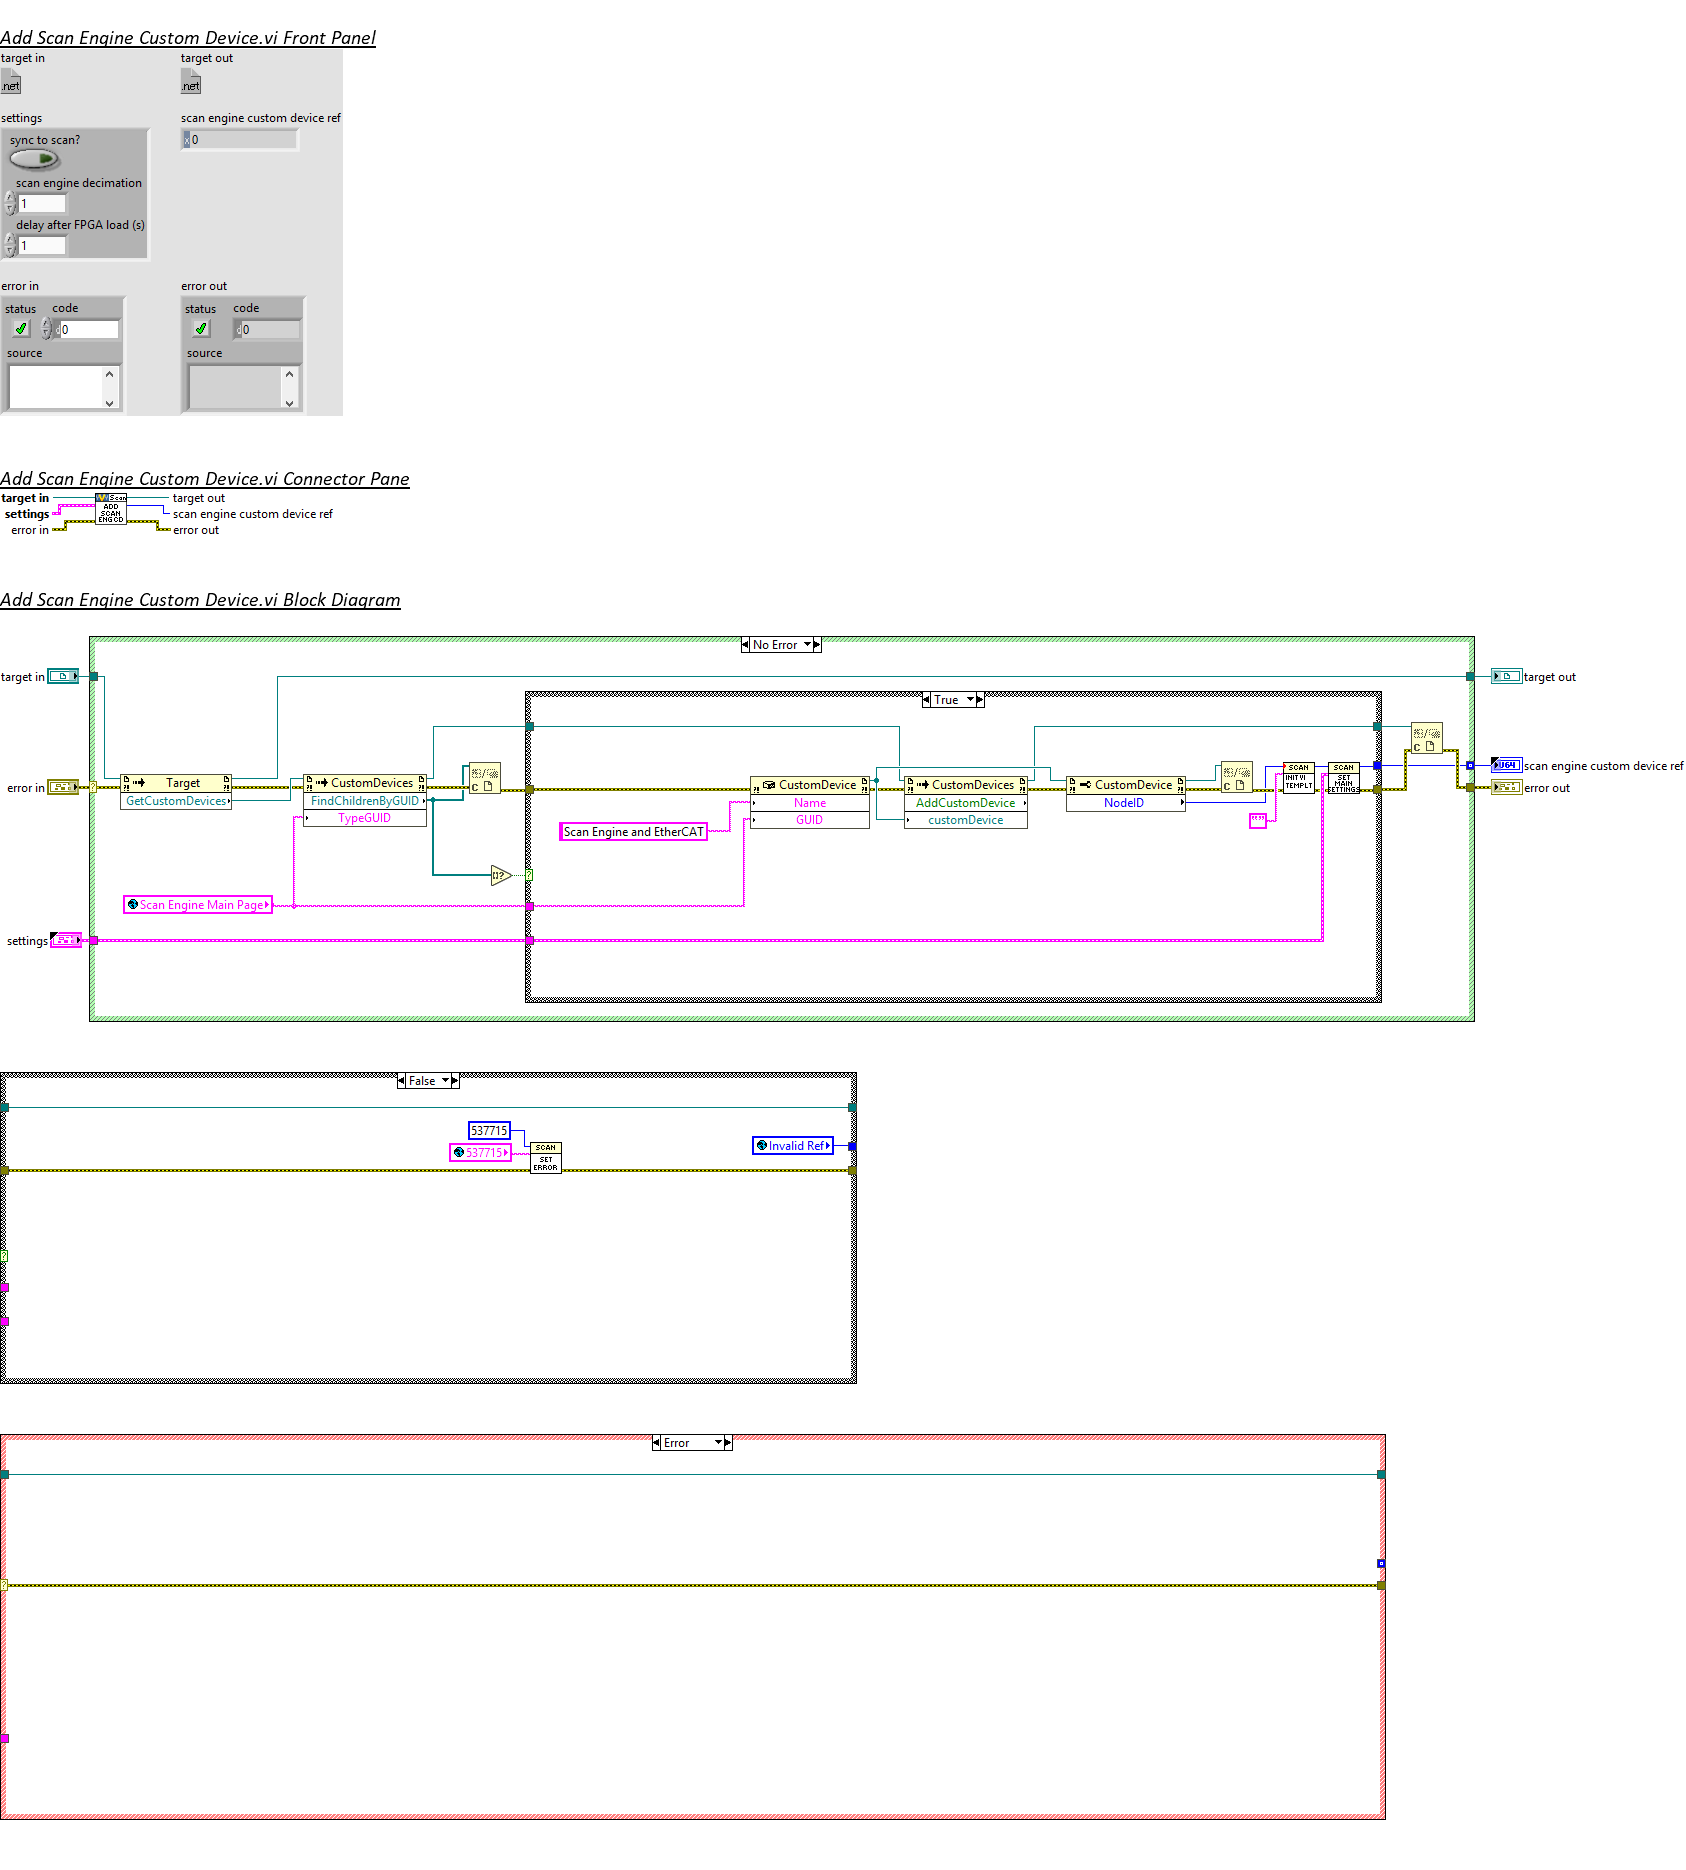 Add Scan Engine Custom Device.vi Front Panel
target in
target out
.net
.net
settings
scan engine custom device ref
sync to scan?
x 0
scan engine decimation
1
delay after FPGA load (s)
1
error in
error out
status code
status code
d 0
d 0
source
source
Add Scan Engine Custom Device.vi Connector Pane
target in
settings
error in
Scan
ADD
SCAN
ENG CD
target out
scan engine custom device ref
error out
Add Scan Engine Custom Device.vi Block Diagram
No Error
target in
target out
True
error in
Target
GetCustomDevices
CustomDevices
FindChildrenByGUID
TypeGUID
C
CustomDevice
Name
GUID
Scan Engine and EtherCAT
CustomDevices
AddCustomDevice
customDevice
CustomDevice
NodeID
C
SCAN
INIT VI
TEMPLT
SCAN
SET
MAIN
SETTINGS
""
C
U64
scan engine custom device ref
error out
Scan Engine Main Page
settings
False
537715
537715
SCAN
SET
ERROR
Invalid Ref
Error